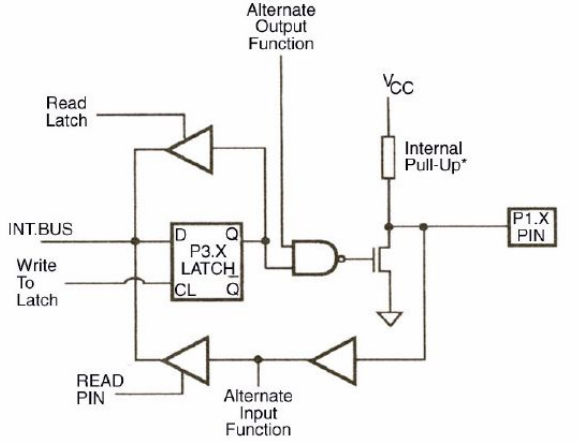 Alternate
Output
Function
VCC
Read
Latch
Internal
Pull-Up*
INT.BUS
D
Q
P3.X
LATCH
P1.X
PIN
Write
To
Latch
CL
Q̅
READ
PIN
Alternate
Input
Function